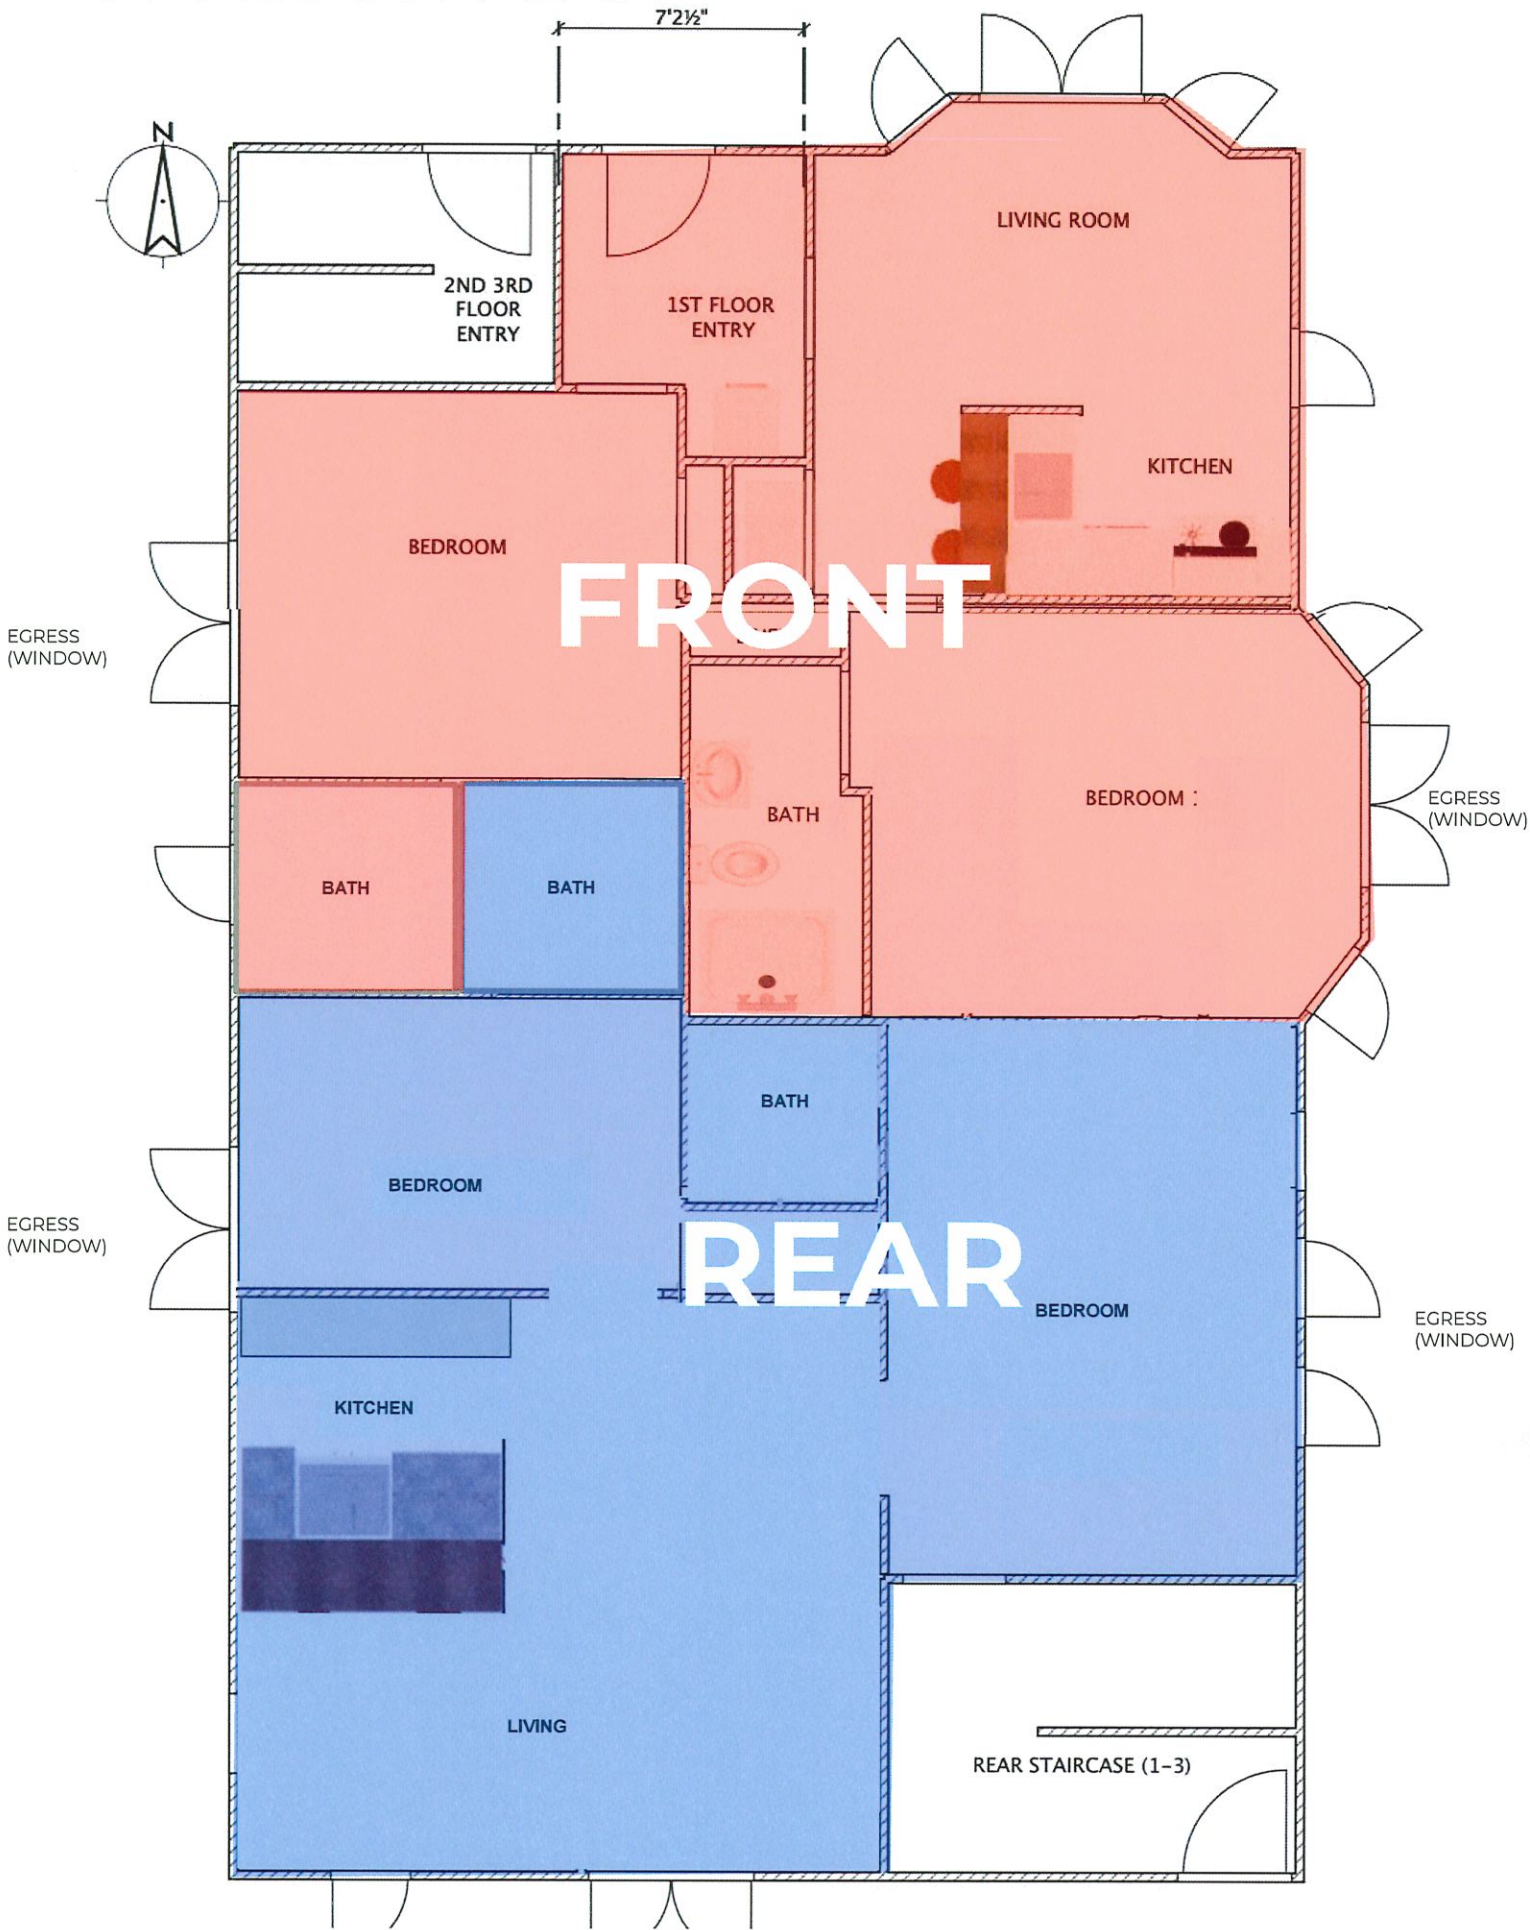 7'2½"
N
2ND 3RD
FLOOR
ENTRY
1ST FLOOR
ENTRY
LIVING ROOM
KITCHEN
BEDROOM
FRONT
EGRESS
(WINDOW)
BATH
BEDROOM :
EGRESS
(WINDOW)
BATH
BATH
BATH
BEDROOM
EGRESS
(WINDOW)
REAR
BEDROOM
EGRESS
(WINDOW)
KITCHEN
LIVING
REAR STAIRCASE (1-3)